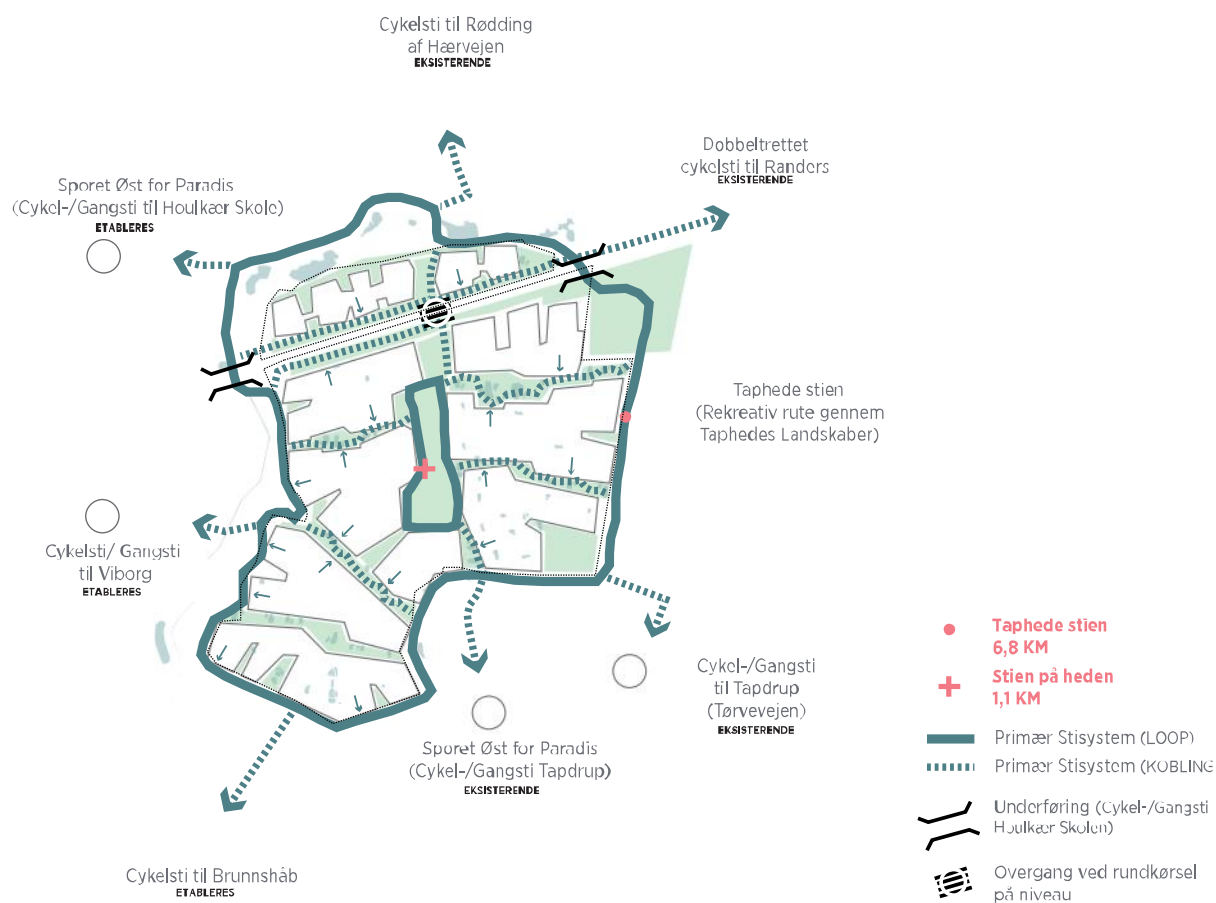 Cykelsti til Rødding
af Hærvejen
EKSISTERENDE
Dobbeltrettet
cykelsti til Randers
EKSISTERENDE
Sporet Øst for Paradis
(Cykel-/Gangsti til Houlkær Skole)
ETABLERES
Taphede stien
(Rekreativ rute gennem
Taphedes Landskaber)
Cykelsti/ Gangsti
til Viborg
ETABLERES
Cykel-/Gangsti
til Tapdrup
(Tørvevejen)
EKSISTERENDE
Sporet Øst for Paradis
(Cykel-/Gangsti Tapdrup)
EKSISTERENDE
Cykelsti til Brunnshåb
ETABLERES
Taphede stien
6,8 KM
Stien på heden
1,1 KM
Primær Stisystem (LOOP)
Primær Stisystem (KOBLING
Underføring (Cykel-/Gangsti
Houlkær Skolen)
Overgang ved rundkørsel
på niveau